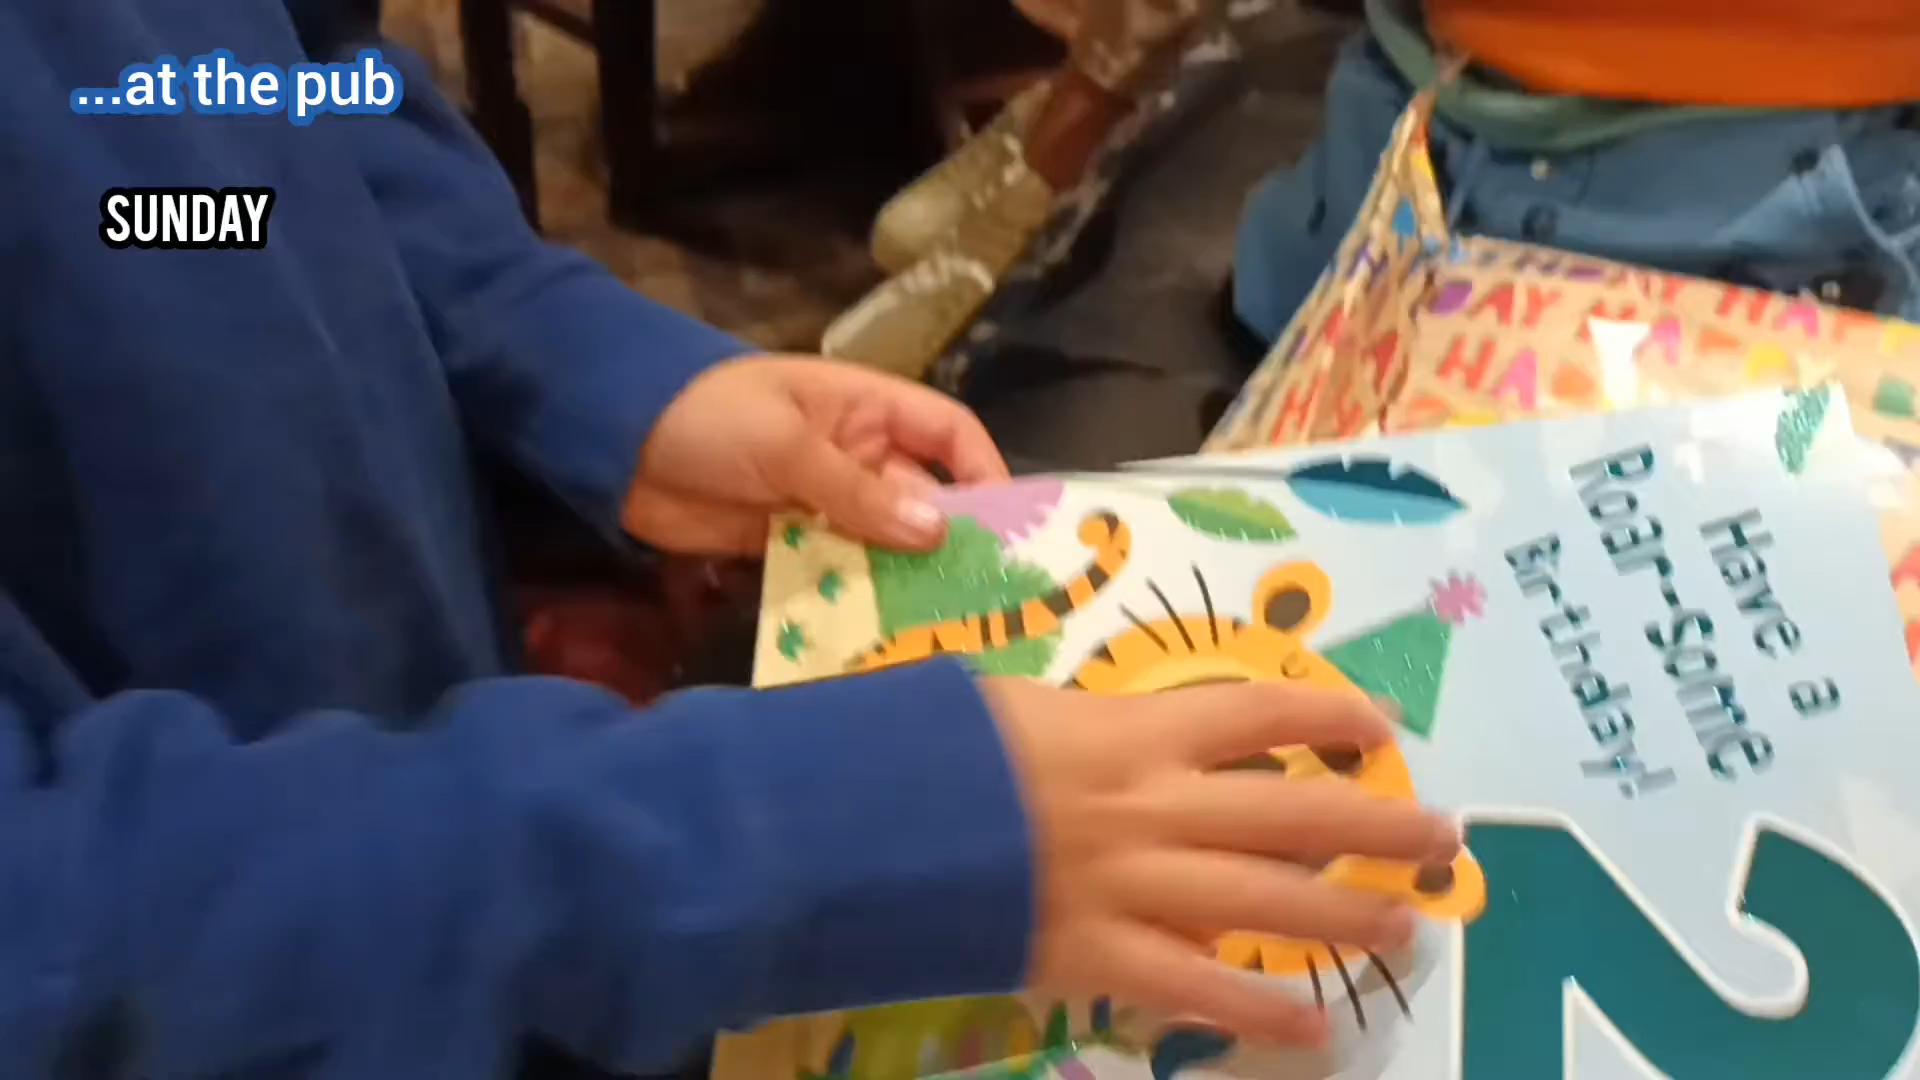 ...at the pub
SUNDAY
Have a
Roar-Some
Birthday!
2